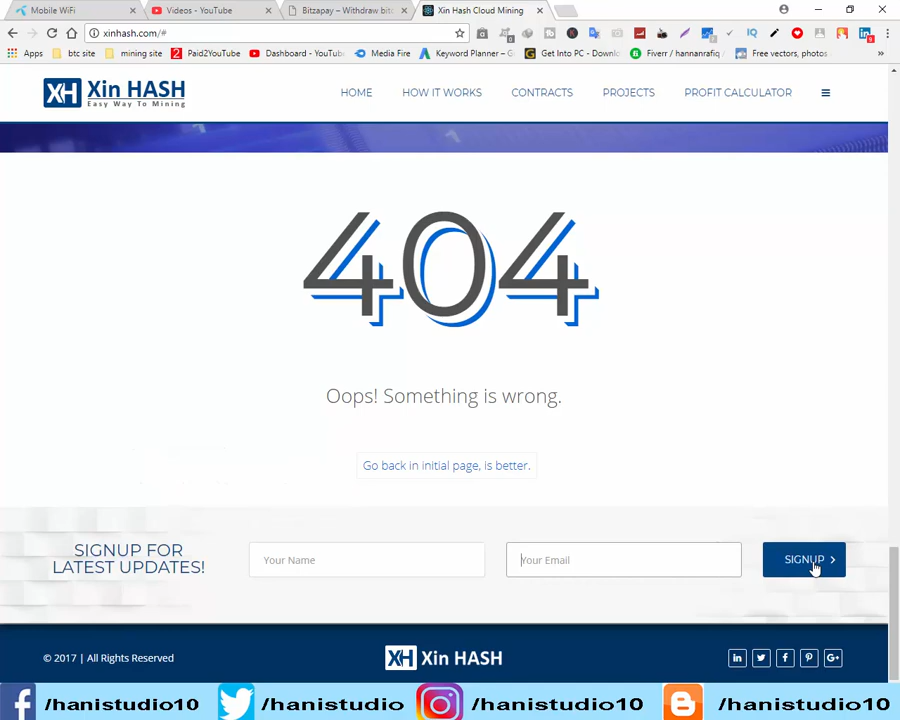 Mobile WiFi
Videos - YouTube
Bitzapay – Withdraw bitc
Xin Hash Cloud Mining
xinhash.com/#
Apps
btc site
mining site
Paid2YouTube
Dashboard - YouTub
Media Fire
Keyword Planner – G
Get Into PC - Downlo
Fiverr / hannanrafiq /
Free vectors, photos
XH Xin HASH
Easy Way To Mining
HOME
HOW IT WORKS
CONTRACTS
PROJECTS
PROFIT CALCULATOR
404
Oops! Something is wrong.
Go back in initial page, is better.
SIGNUP FOR
LATEST UPDATES!
Your Name
Your Email
SIGNUP
© 2017 | All Rights Reserved
XH Xin HASH
/hanistudio10
/hanistudio
/hanistudio10
/hanistudio10